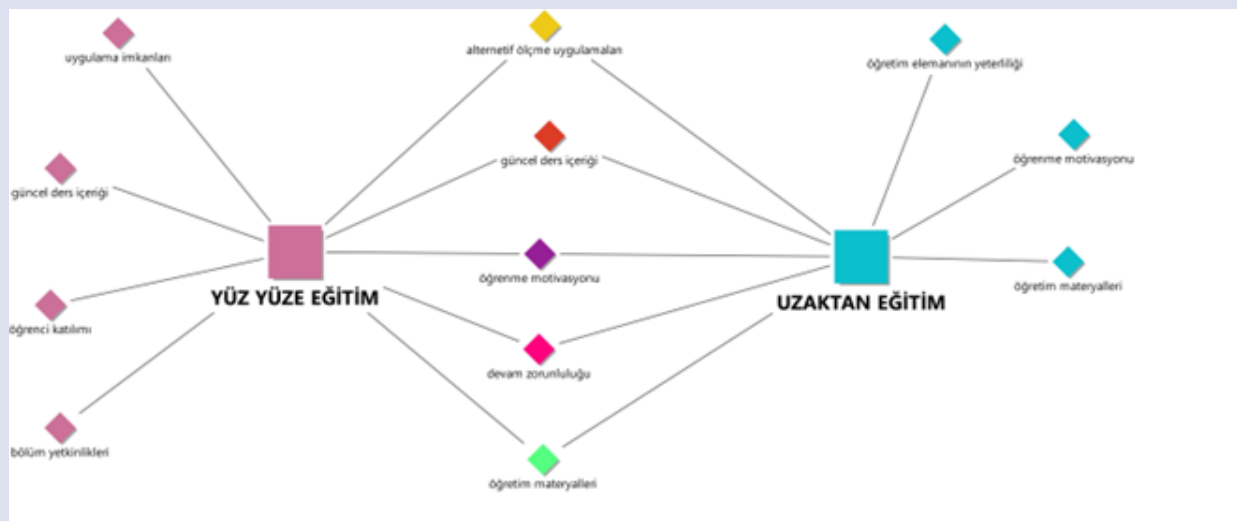 uygulama imkanları
alternatif ölçme uygulamaları
öğretim elemanının yeterliliği
güncel ders içeriği
güncel ders içeriği
öğrenme motivasyonu
öğrenme motivasyonu
YÜZ YÜZE EĞİTİM
UZAKTAN EĞİTİM
öğretim materyalleri
öğrenci katılımı
devam zorunluluğu
bölüm yetkinlikleri
öğretim materyalleri